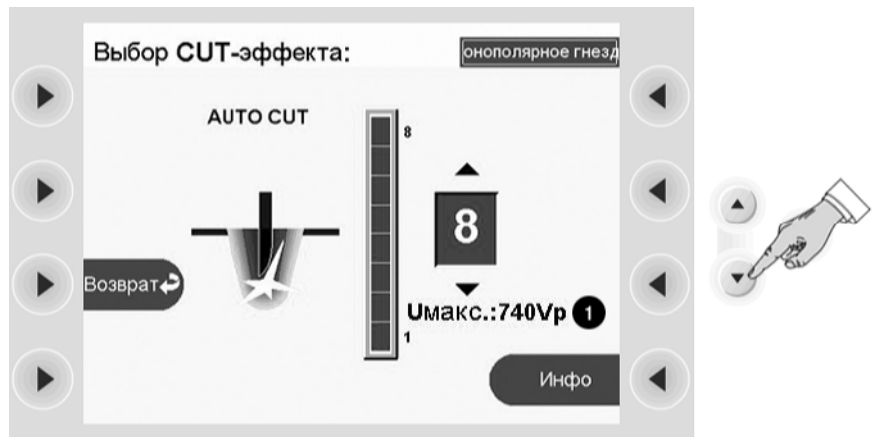 Выбор CUT-эффекта:
онополярное гнезд
AUTO CUT
8
8
Возврат
Uмакс.:740Vp 1
1
Инфо